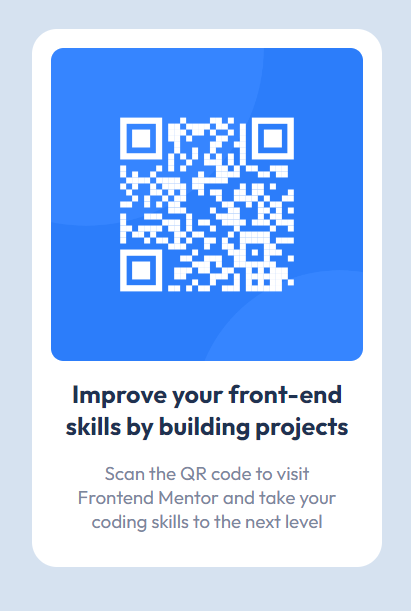 Improve your front-end
skills by building projects
Scan the QR code to visit
Frontend Mentor and take your
coding skills to the next level